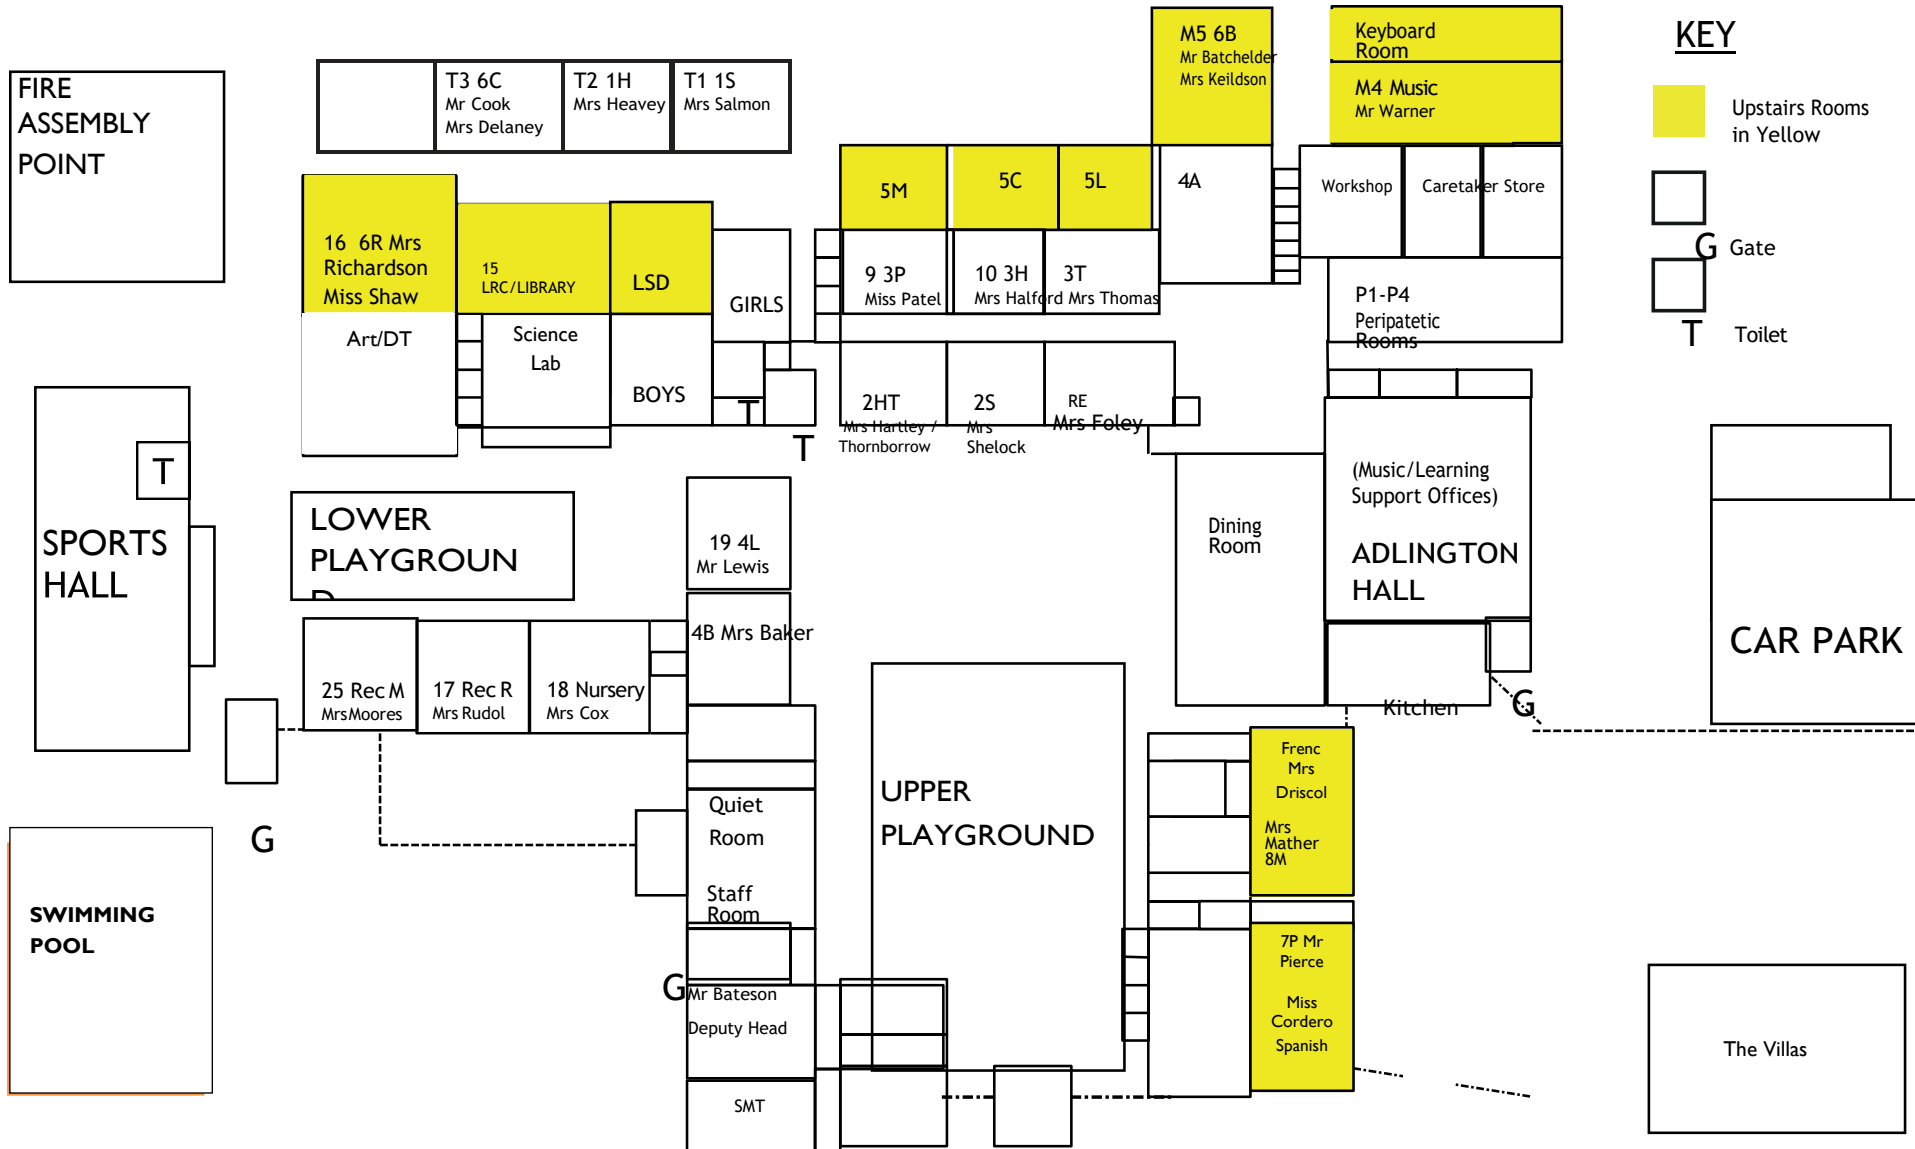 KEY
Upstairs Rooms
in Yellow
G Gate
T Toilet
FIRE
ASSEMBLY
POINT
T3 6C
Mr Cook
Mrs Delaney
T2 1H
Mrs Heavey
T1 1S
Mrs Salmon
M5 6B
Mr Batchelder
Mrs Keildson
Keyboard
Room
M4 Music
Mr Warner
16 6R Mrs
Richardson
Miss Shaw
15
LRC/LIBRARY
LSD
GIRLS
5M
5C
5L
4A
Workshop
Caretaker Store
9 3P
Miss Patel
10 3H
Mrs Halford
3T
Mrs Thomas
P1-P4
Peripatetic
Rooms
Art/DT
Science
Lab
BOYS
T
T
2HT
Mrs Hartley /
Thornborrow
2S
Mrs
Shelock
RE
Mrs Foley
T
SPORTS
HALL
LOWER
PLAYGROUN
D
19 4L
Mr Lewis
4B Mrs Baker
Dining
Room
(Music/Learning
Support Offices)
ADLINGTON
HALL
CAR PARK
25 Rec M
MrsMoores
17 Rec R
Mrs Rudol
18 Nursery
Mrs Cox
Kitchen
G
G
Quiet
Room
Staff
Room
UPPER
PLAYGROUND
Frenc
Mrs
Driscol
Mrs
Mather
8M
SWIMMING
POOL
G
Mr Bateson
Deputy Head
SMT
7P Mr
Pierce
Miss
Cordero
Spanish
The Villas